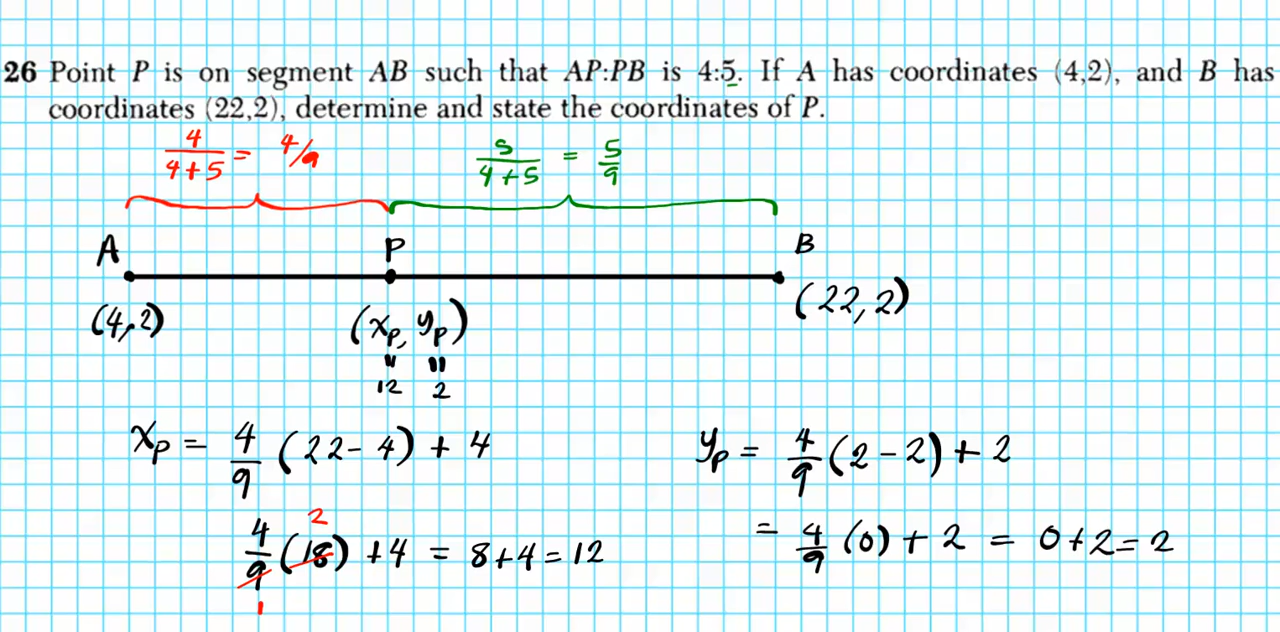 26 Point P is on segment AB such that AP:PB is 4:5. If A has coordinates (4,2), and B has
coordinates (22,2), determine and state the coordinates of P.
4/(4+5) = 4/9
5/(4+5) = 5/9
A
P
B
(4,2)
(xₚ, yₚ)
(22,2)
" "
12 2
xₚ = 4/9 (22-4) + 4
yₚ = 4/9 (2-2) + 2
2
4/9 (18) + 4 = 8+4 = 12
1
= 4/9 (0) + 2 = 0+2 = 2